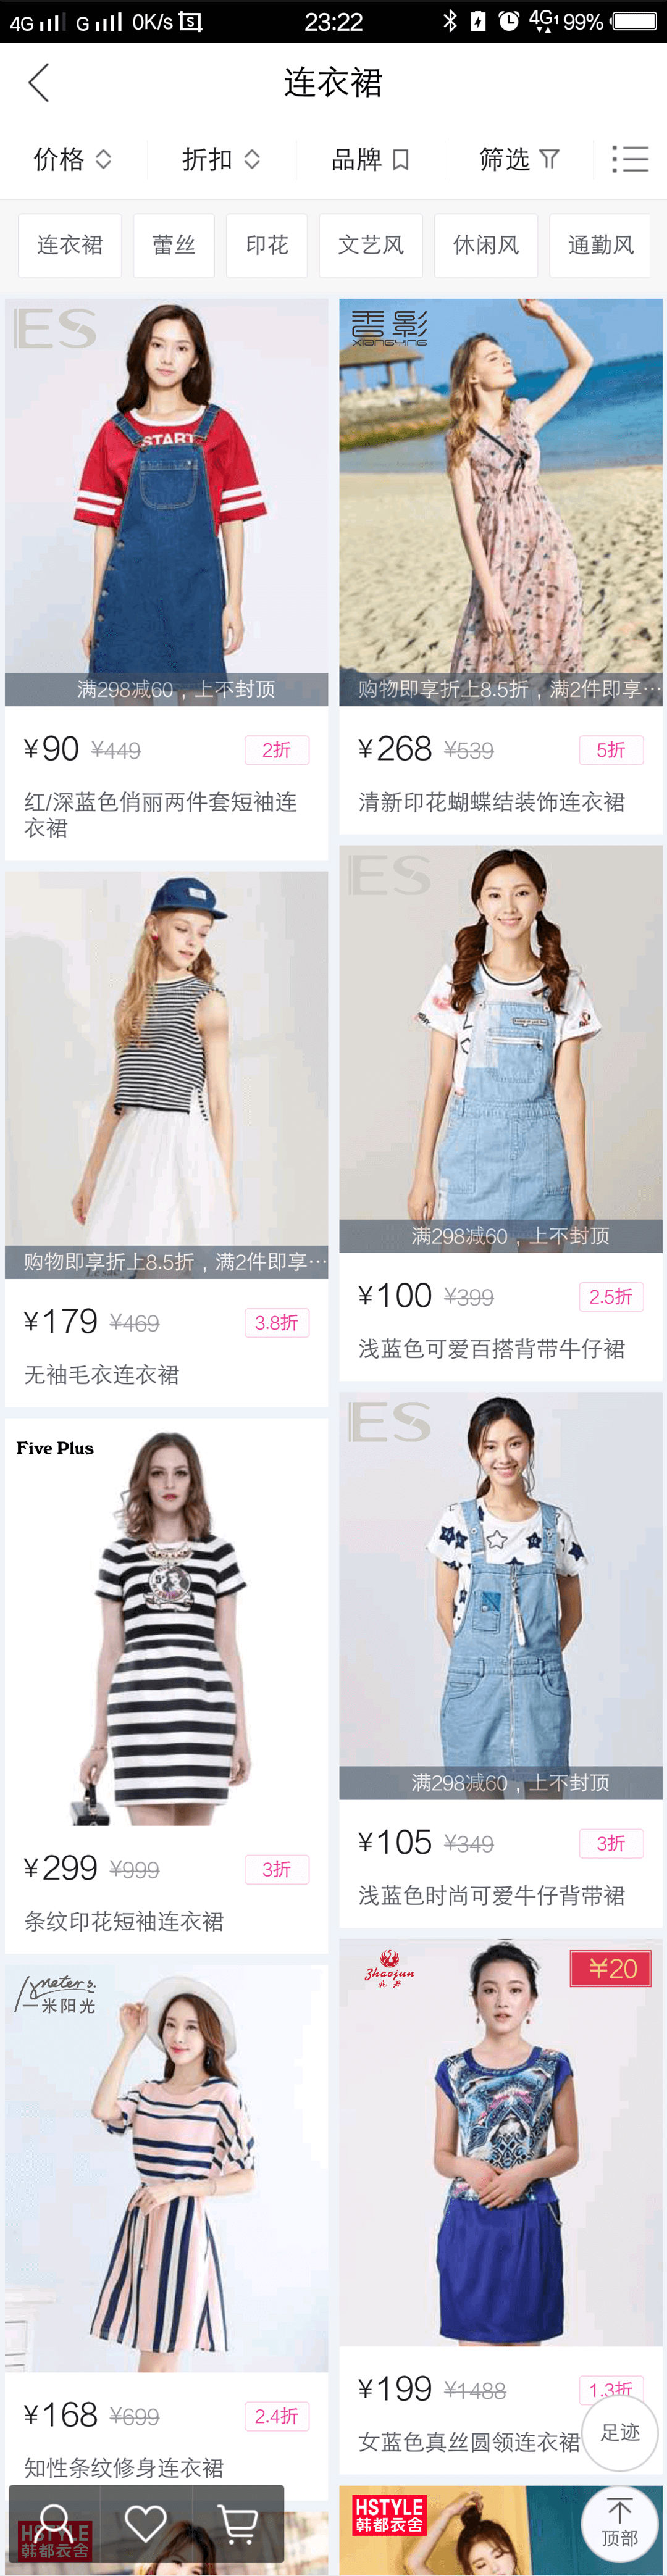 4G G 0K/s 23:22 4G1 99%
连衣裙
价格 折扣 品牌 筛选
连衣裙 蕾丝 印花 文艺风 休闲风 通勤风
ES
START
满298减60，上不封顶
¥90 ¥449 2折
红/深蓝色俏丽两件套短袖连
衣裙
香影
XIANGYING
购物即享折上8.5折，满2件即享…
¥268 ¥539 5折
清新印花蝴蝶结装饰连衣裙
购物即享折上8.5折，满2件即享…
¥179 ¥469 3.8折
无袖毛衣连衣裙
ES
满298减60，上不封顶
¥100 ¥399 2.5折
浅蓝色可爱百搭背带牛仔裙
Five Plus
¥299 ¥999 3折
条纹印花短袖连衣裙
ES
满298减60，上不封顶
¥105 ¥349 3折
浅蓝色时尚可爱牛仔背带裙
1meters.
一米阳光
¥168 ¥699 2.4折
知性条纹修身连衣裙
Zhaojun
¥20
¥199 ¥1488 1.3折
女蓝色真丝圆领连衣裙
足迹
HSTYLE
韩都衣舍
HSTYLE
韩都衣舍
顶部